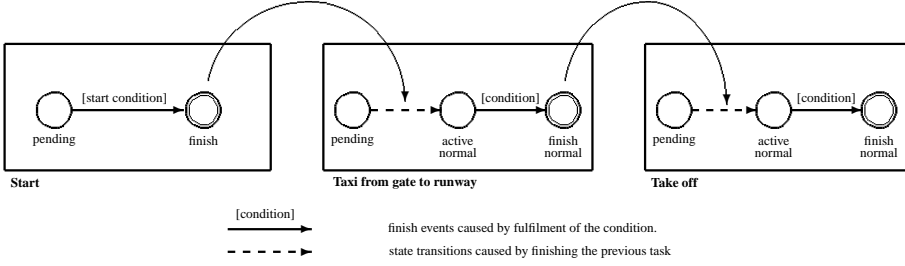 [start condition]
pending
finish
Start
[condition]
pending
active
normal
finish
normal
Taxi from gate to runway
[condition]
pending
active
normal
finish
normal
Take off
[condition]
finish events caused by fulfilment of the condition.
state transitions caused by finishing the previous task